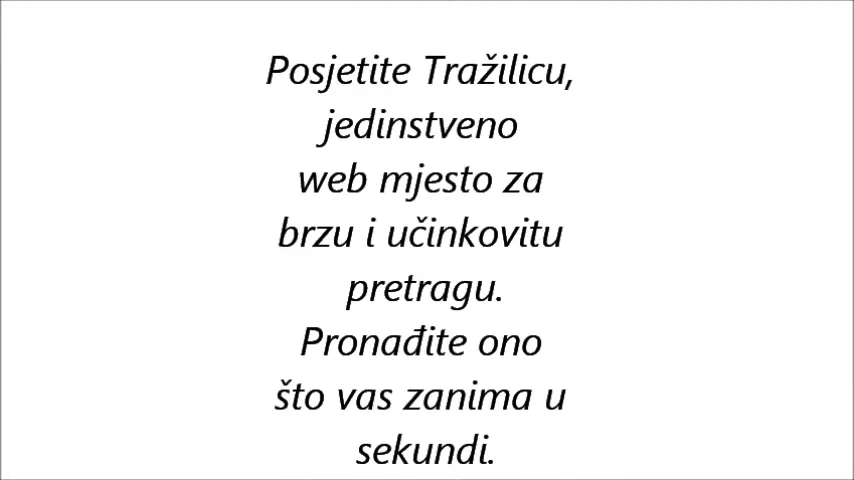 Posjetite Tražilicu,
jedinstveno
web mjesto za
brzu i učinkovitu
pretragu.
Pronađite ono
što vas zanima u
sekundi.